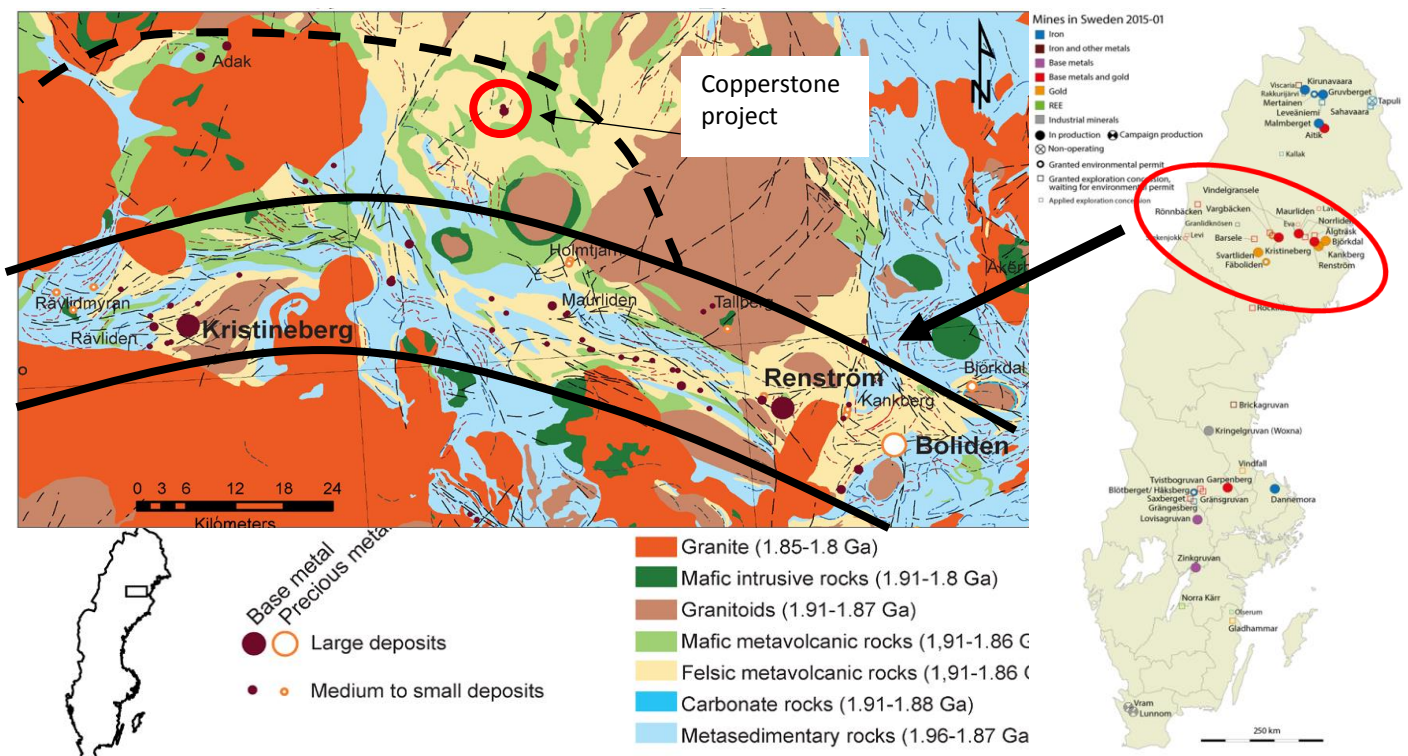 Adak
Copperstone
project
N
Holmtjärn
Åkerb
Rävlidmyran
Maurliden
Tallberg
Rävliden
Kristineberg
Renström
Björkdal
Kankberg
Boliden
0 3 6 12 18 24
Kilometers
Base metal
Precious meta
Large deposits
Medium to small deposits
Granite (1.85-1.8 Ga)
Mafic intrusive rocks (1.91-1.8 Ga)
Granitoids (1.91-1.87 Ga)
Mafic metavolcanic rocks (1,91-1.86 G
Felsic metavolcanic rocks (1,91-1.86
Carbonate rocks (1.91-1.88 Ga)
Metasedimentary rocks (1.96-1.87 Ga
Mines in Sweden 2015-01
Iron
Iron and other metals
Base metals
Base metals and gold
Gold
REE
Industrial minerals
In production
Campaign production
Non-operating
Granted environmental permit
Granted exploration concession,
waiting for environmental permit
Applied exploration concession
Kirunavaara
Viscaria
Gruvberget
Rakkurijärvi
Mertainen
Tapuli
Leveäniemi
Sahavaara
Malmberget
Aitik
Kallak
Vindelgransele
Rönnbäcken
Vargbäcken
Maurliden
Granlidknösen
Eva
Norrliden
Älgträsk
Levi
Barsele
Kristineberg
Björkdal
Svartliden
Kankberg
Fäboliden
Renström
Brickagruvan
Kringelgruvan (Woxna)
Vindfall
Tvistbogruvan
Garpenberg
Blötberget/ Håksberg
Saxberget
Gränsgruvan
Dannemora
Grängesberg
Lovisagruvan
Zinkgruvan
Norra Kärr
Olserum
Gladhammar
Vram
Lunnom
250 km